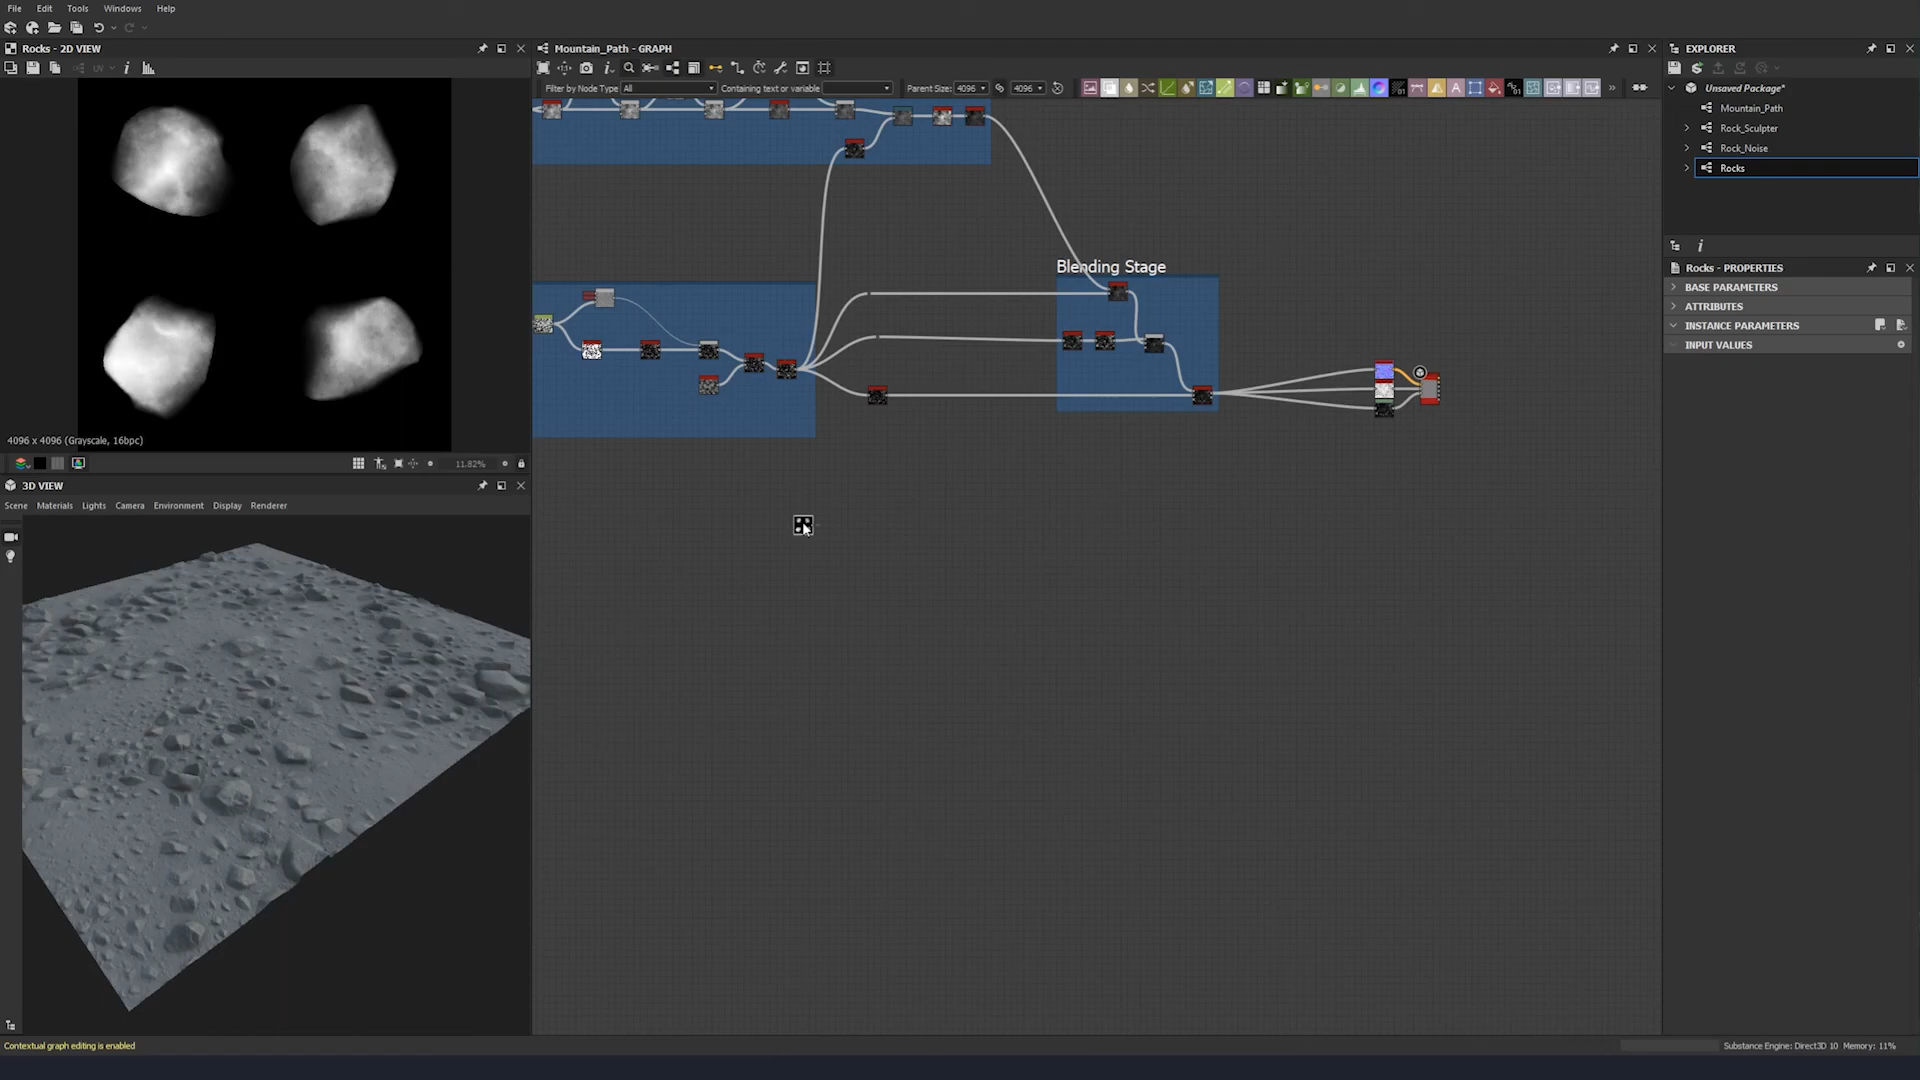 File Edit Tools Windows Help
Rocks - 2D VIEW
UV
4096 x 4096 (Grayscale, 16bpc)
11.82%
3D VIEW
Scene Materials Lights Camera Environment Display Renderer
Contextual graph editing is enabled
Mountain_Path - GRAPH
Filter by Node Type All Containing text or variable Parent Size: 4096 4096
Blending Stage
EXPLORER
Unsaved Package*
Mountain_Path
Rock_Sculpter
Rock_Noise
Rocks
Rocks - PROPERTIES
BASE PARAMETERS
ATTRIBUTES
INSTANCE PARAMETERS
INPUT VALUES
Substance Engine: Direct3D 10 Memory: 11%